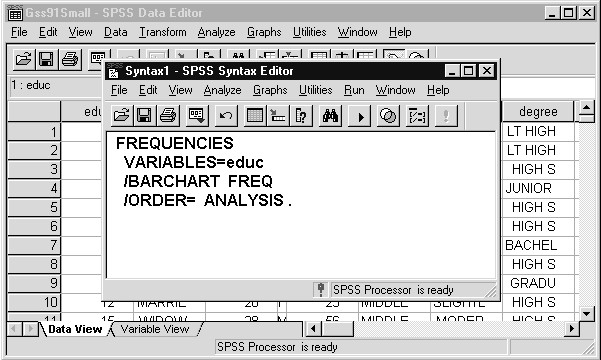 Gss91Small - SPSS Data Editor
File Edit View Data Transform Analyze Graphs Utilities Window Help
1 : educ
Syntax1 - SPSS Syntax Editor
File Edit View Analyze Graphs Utilities Run Window Help
FREQUENCIES
VARIABLES=educ
/BARCHART FREQ
/ORDER= ANALYSIS .
SPSS Processor is ready
degree
1 LT HIGH
2 LT HIGH
3 HIGH S
4 JUNIOR
5 HIGH S
6 HIGH S
7 BACHEL
8 HIGH S
9 GRADU
10 12 MARRIE 25 MIDDLE SLIGHTL HIGH S
11 15 WIDOW 28 M 56 MIDDLE MODER HIGH S
Data View Variable View
SPSS Processor is ready